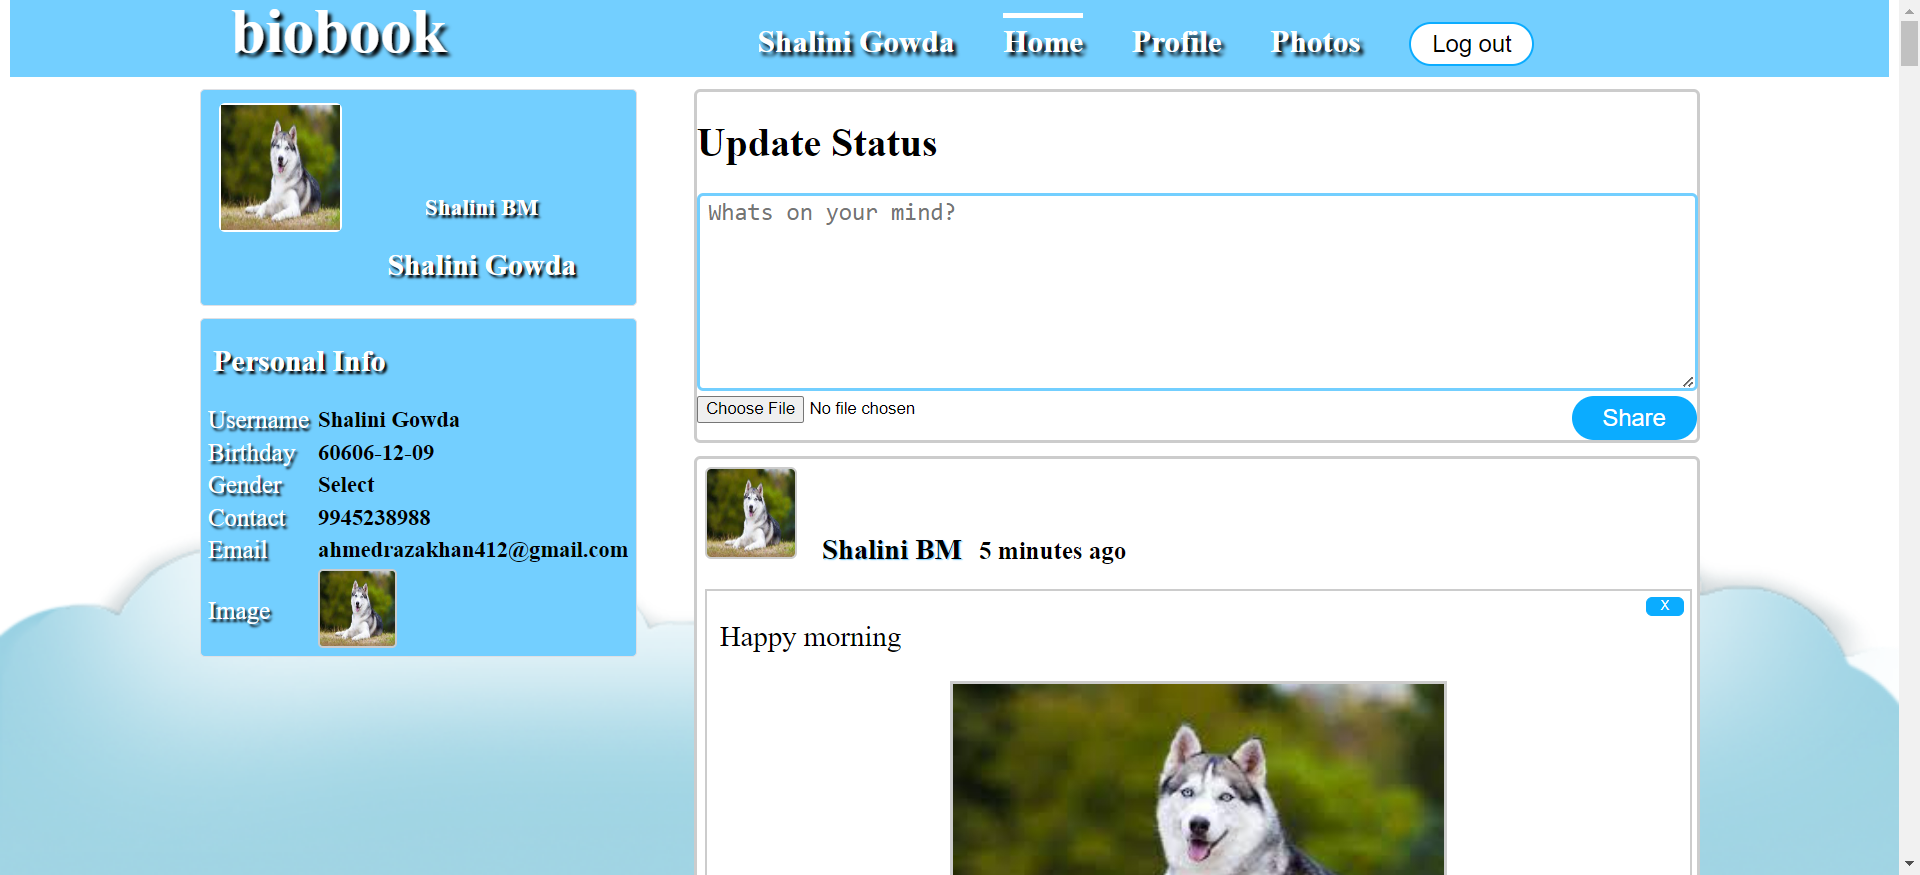 biobook
Shalini Gowda Home Profile Photos Log out
Shalini BM
Shalini Gowda
Personal Info
Username Shalini Gowda
Birthday 60606-12-09
Gender Select
Contact 9945238988
Email ahmedrazakhan412@gmail.com
Image
Update Status
Whats on your mind?
Choose File No file chosen
Share
Shalini BM 5 minutes ago
X
Happy morning